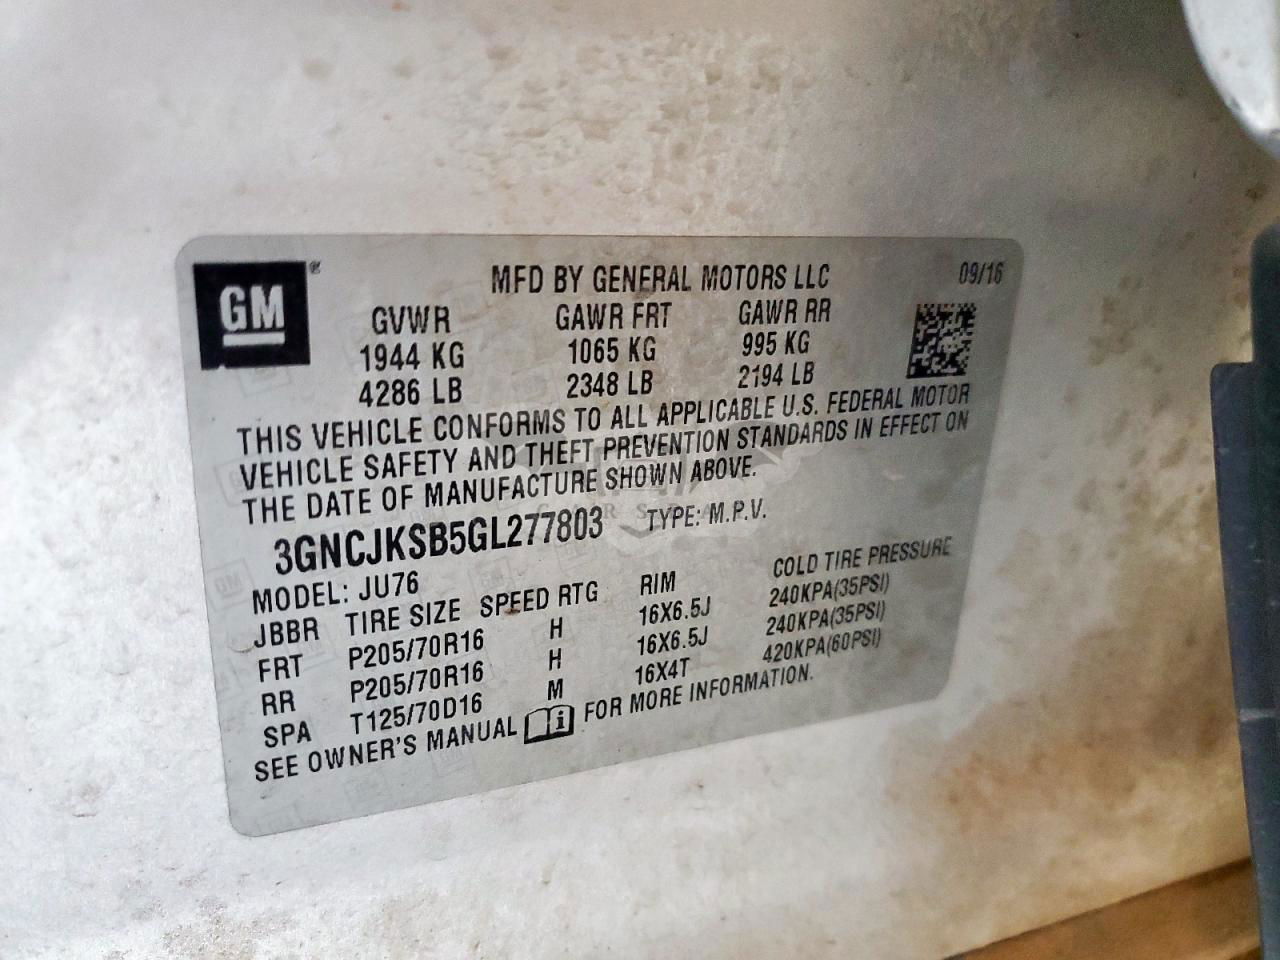 GM®
MFD BY GENERAL MOTORS LLC 09/16
GVWR GAWR FRT GAWR RR
1944 KG 1065 KG 995 KG
4286 LB 2348 LB 2194 LB
THIS VEHICLE CONFORMS TO ALL APPLICABLE U.S. FEDERAL MOTOR
VEHICLE SAFETY AND THEFT PREVENTION STANDARDS IN EFFECT ON
THE DATE OF MANUFACTURE SHOWN ABOVE.
3GNCJKSB5GL277803 TYPE: M.P.V.
MODEL: JU76
JBBR TIRE SIZE SPEED RTG RIM COLD TIRE PRESSURE
FRT P205/70R16 H 16X6.5J 240KPA(35PSI)
RR P205/70R16 H 16X6.5J 240KPA(35PSI)
SPA T125/70D16 M 16X4T 420KPA(60PSI)
SEE OWNER'S MANUAL FOR MORE INFORMATION.